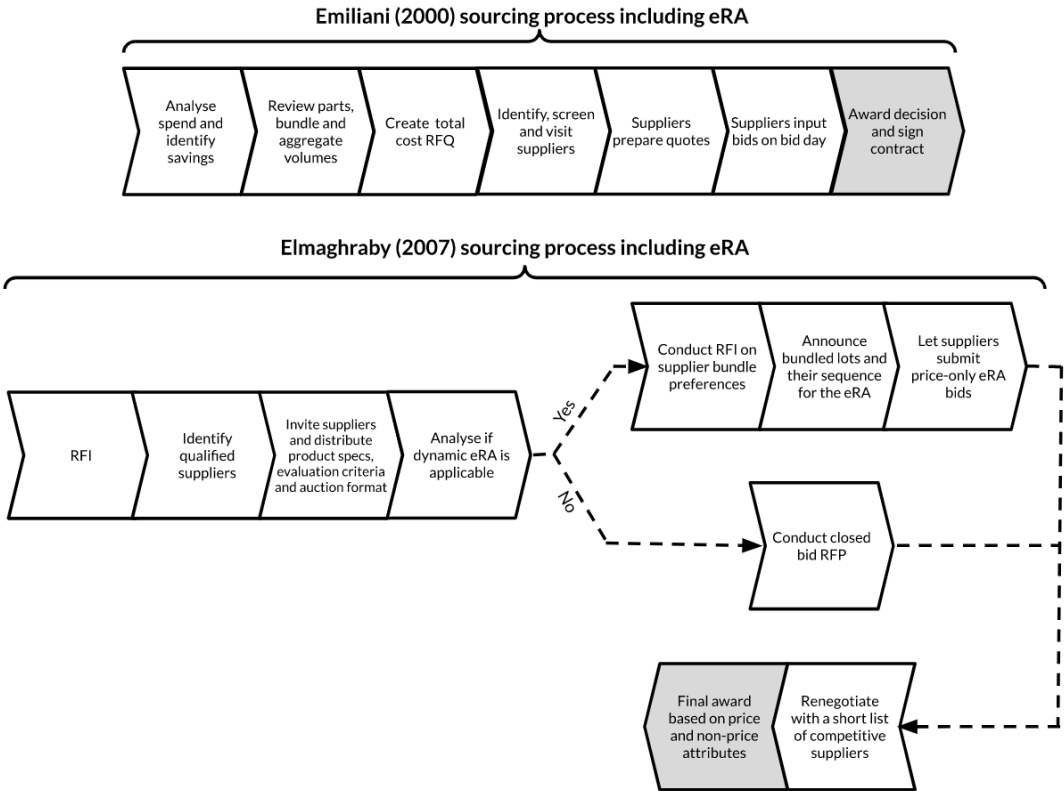 Emiliani (2000) sourcing process including eRA
Analyse
spend and
identify
savings
Review parts,
bundle and
aggregate
volumes
Create total
cost RFQ
Identify, screen
and visit
suppliers
Suppliers
prepare quotes
Suppliers input
bids on bid day
Award decision
and sign
contract
Elmaghraby (2007) sourcing process including eRA
RFI
Identify
qualified
suppliers
Invite suppliers
and distribute
product specs,
evaluation criteria
and auction format
Analyse if
dynamic eRA is
applicable
Yes
Conduct RFI on
supplier bundle
preferences
Announce
bundled lots and
their sequence
for the eRA
Let suppliers
submit
price-only eRA
bids
No
Conduct closed
bid RFP
Renegotiate
with a short list
of competitive
suppliers
Final award
based on price
and non-price
attributes